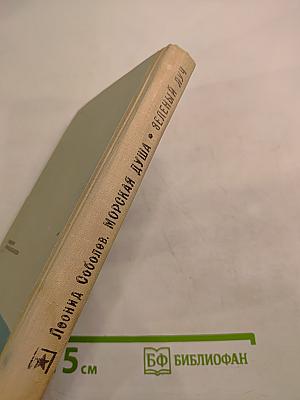 Леонид Соболев. МОРСКАЯ ДУША * ЗЕЛЕНЫЙ ЛУЧ
5 см
БФ БИБЛИОФАН